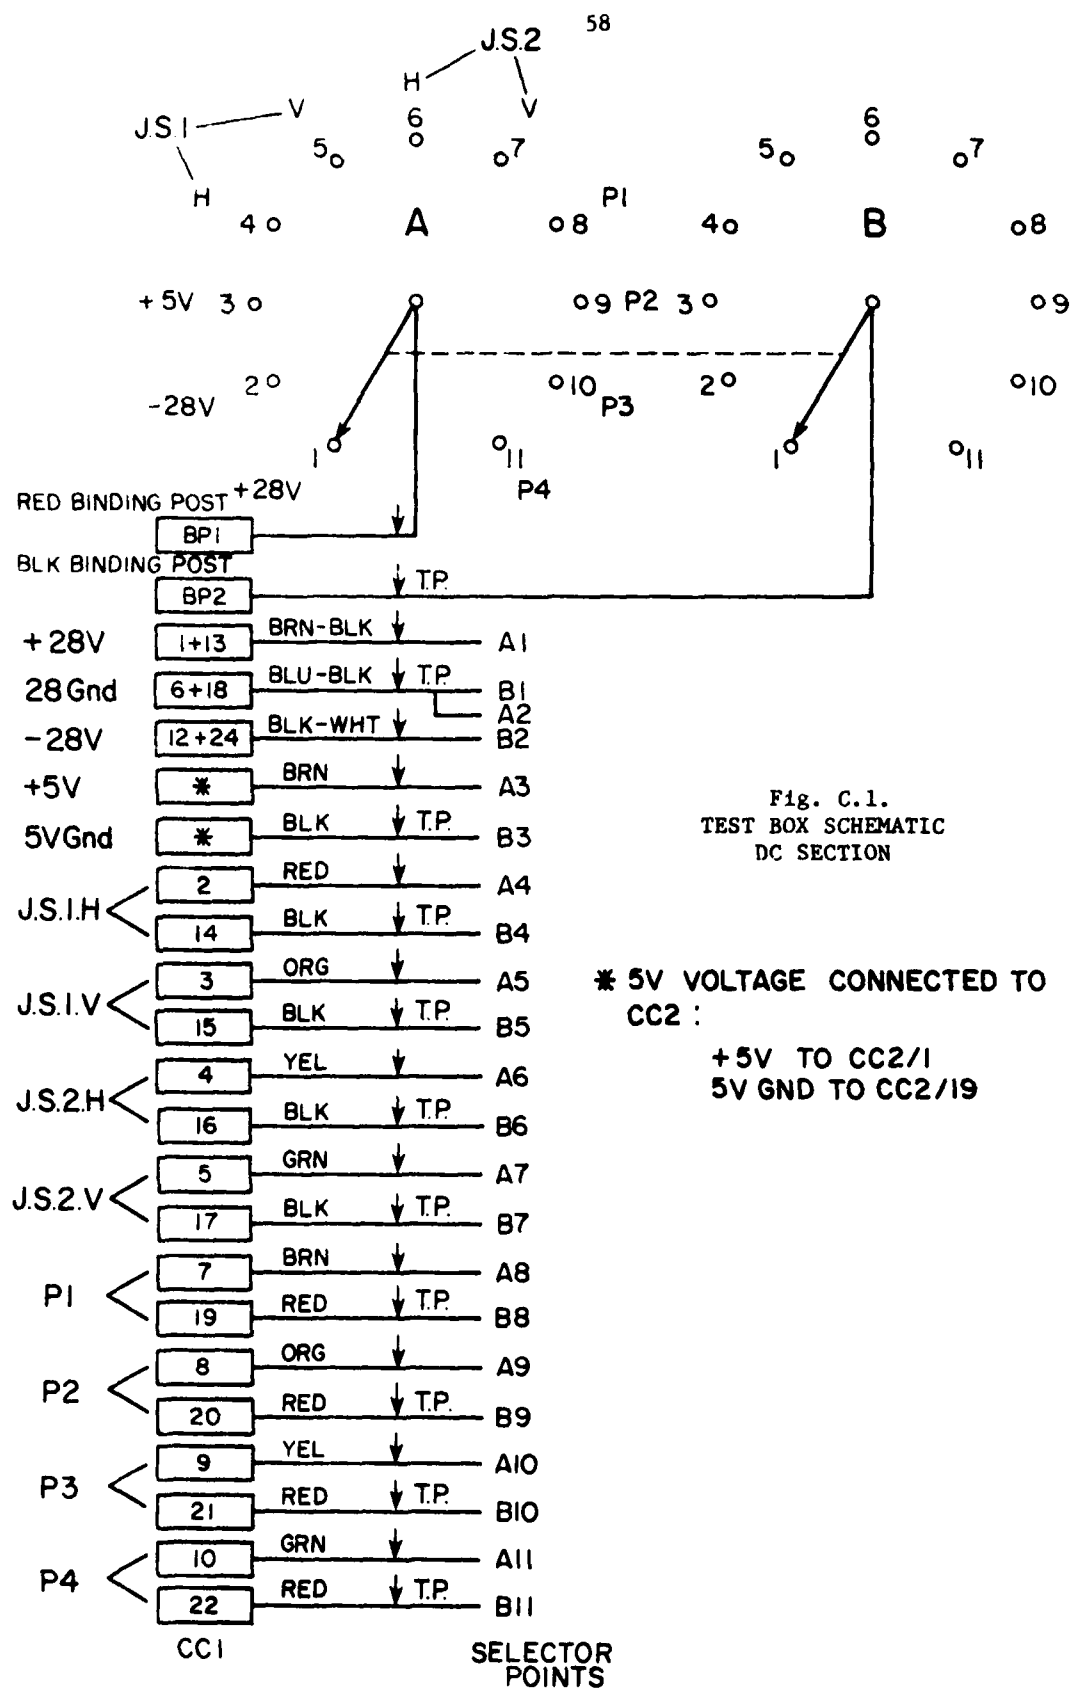 58
J.S.2
H
V
J.S.1
V
H
5 6 7
4 A 8
+5V 3 9
-28V 2 10
1 11
+28V
P1
P2
P3
P4
5 6 7
4 B 8
3 9
2 10
1 11
RED BINDING POST
BP1
BLK BINDING POST
BP2 T.P.
+28V 1+13 BRN-BLK A1
28Gnd 6+18 BLU-BLK T.P. B1
A2
-28V 12+24 BLK-WHT B2
+5V * BRN A3
5VGnd * BLK T.P. B3
J.S.1.H
2 RED A4
14 BLK T.P. B4
J.S.1.V
3 ORG A5
15 BLK T.P. B5
J.S.2.H
4 YEL A6
16 BLK T.P. B6
J.S.2.V
5 GRN A7
17 BLK T.P. B7
P1
7 BRN A8
19 RED T.P. B8
P2
8 ORG A9
20 RED T.P. B9
P3
9 YEL A10
21 RED T.P. B10
P4
10 GRN A11
22 RED T.P. B11
CC1
SELECTOR
POINTS
Fig. C.1.
TEST BOX SCHEMATIC
DC SECTION
* 5V VOLTAGE CONNECTED TO
CC2 :
+5V TO CC2/1
5V GND TO CC2/19